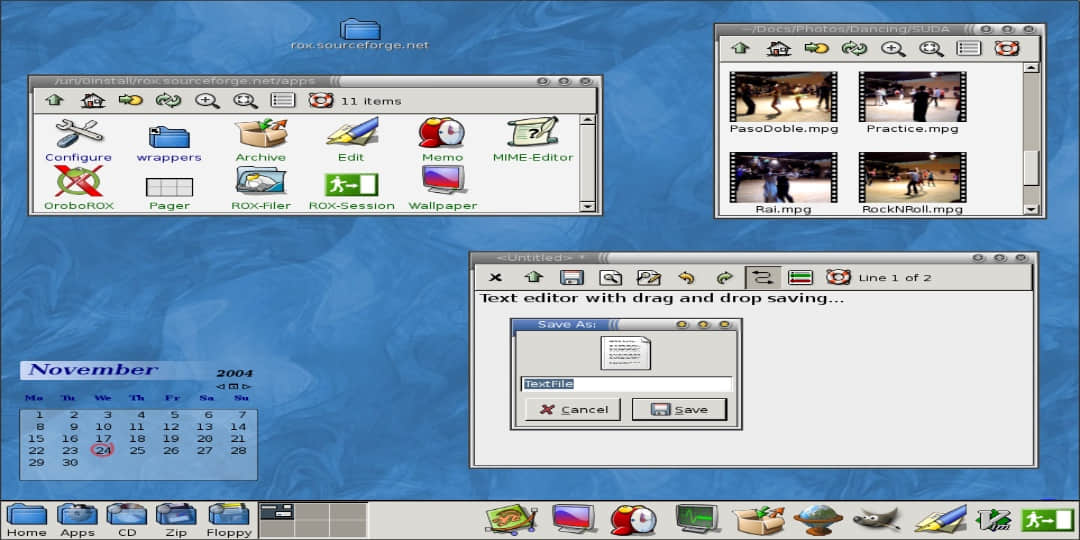 rox.sourceforge.net
/uri/0install/rox.sourceforge.net/apps
11 items
Configure wrappers Archive Edit Memo MIME-Editor
OroboROX Pager ROX-Filer ROX-Session Wallpaper
~/Docs/Photos/Dancing/SUDA
PasoDoble.mpg Practice.mpg
Rai.mpg RockNRoll.mpg
<Untitled> *
Line 1 of 2
Text editor with drag and drop saving...
Save As:
TextFile
Cancel Save
November 2004
Mo Tu We Th Fr Sa Su
1 2 3 4 5 6 7
8 9 10 11 12 13 14
15 16 17 18 19 20 21
22 23 24 25 26 27 28
29 30
Home Apps CD Zip Floppy